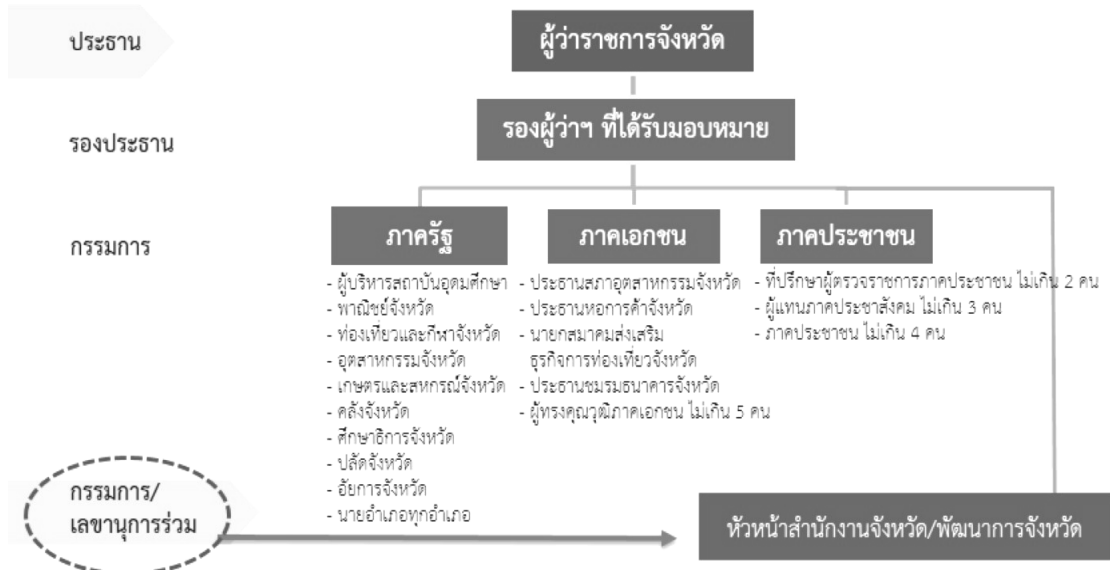 ประธาน
ผู้ว่าราชการจังหวัด
รองประธาน
รองผู้ว่าฯ ที่ได้รับมอบหมาย
กรรมการ
ภาครัฐ
- ผู้บริหารสถาบันอุดมศึกษา
- พาณิชย์จังหวัด
- ท่องเที่ยวและกีฬาจังหวัด
- อุตสาหกรรมจังหวัด
- เกษตรและสหกรณ์จังหวัด
- คลังจังหวัด
- ศึกษาธิการจังหวัด
- ปลัดจังหวัด
- อัยการจังหวัด
- นายอำเภอทุกอำเภอ
ภาคเอกชน
- ประธานสภาอุตสาหกรรมจังหวัด
- ประธานหอการค้าจังหวัด
- นายกสมาคมส่งเสริม
ธุรกิจการท่องเที่ยวจังหวัด
- ประธานชมรมธนาคารจังหวัด
- ผู้ทรงคุณวุฒิภาคเอกชน ไม่เกิน 5 คน
ภาคประชาชน
- ที่ปรึกษาผู้ตรวจราชการภาคประชาชน ไม่เกิน 2 คน
- ผู้แทนภาคประชาสังคม ไม่เกิน 3 คน
- ภาคประชาชน ไม่เกิน 4 คน
กรรมการ/
เลขานุการร่วม
หัวหน้าสำนักงานจังหวัด/พัฒนาการจังหวัด